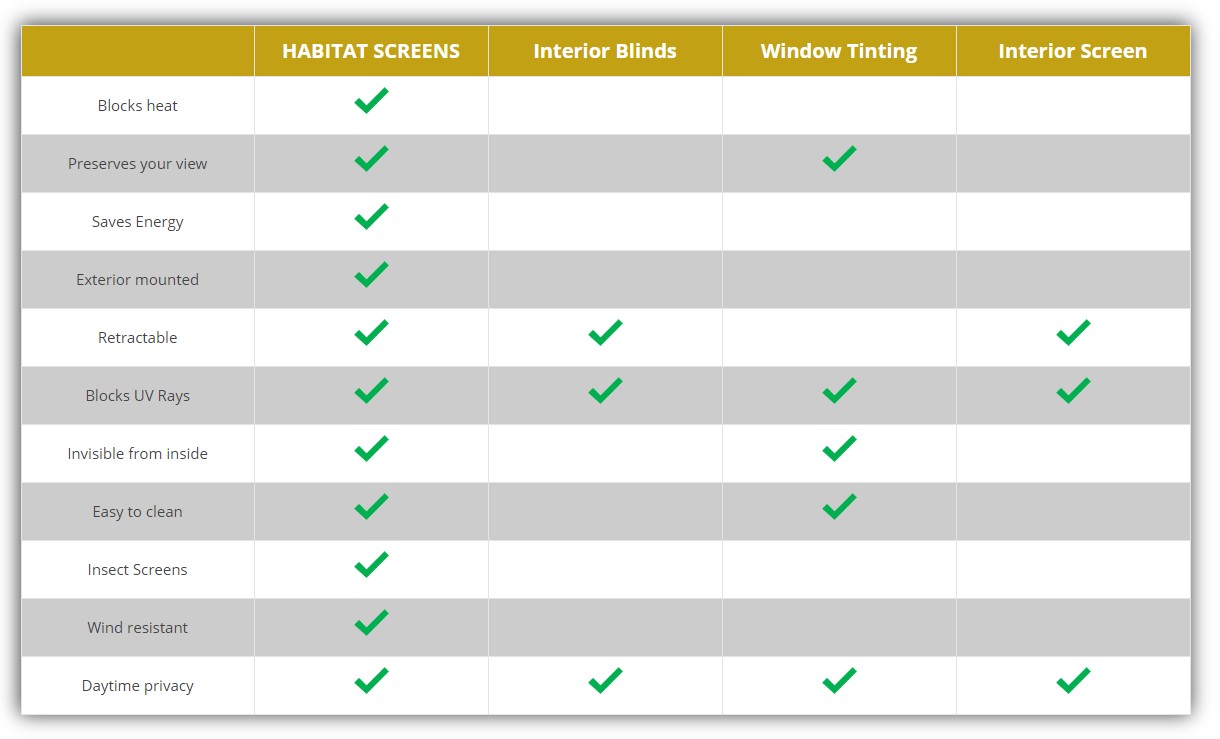 HABITAT SCREENS Interior Blinds Window Tinting Interior Screen
Blocks heat
Preserves your view
Saves Energy
Exterior mounted
Retractable
Blocks UV Rays
Invisible from inside
Easy to clean
Insect Screens
Wind resistant
Daytime privacy